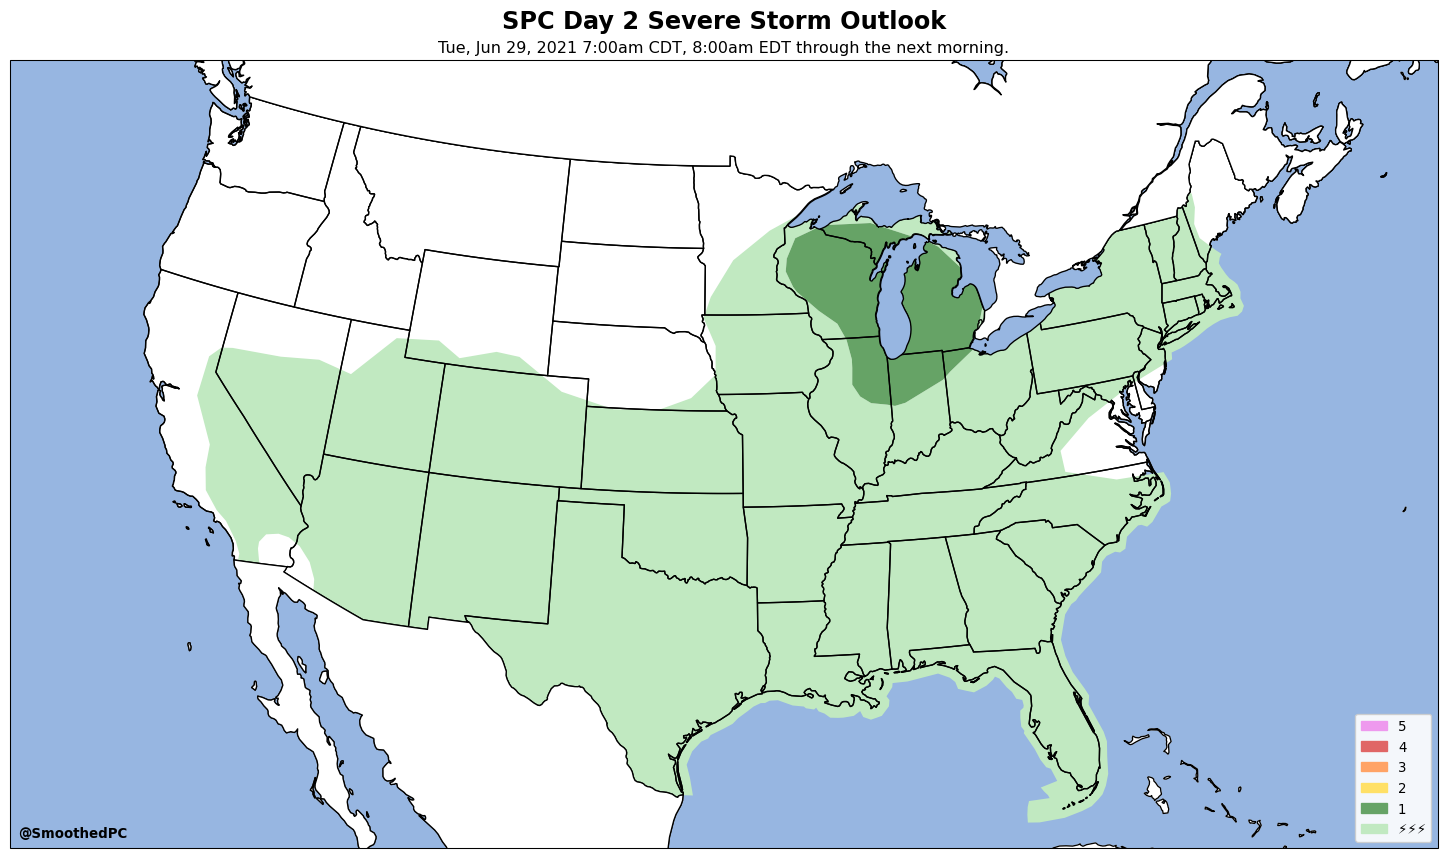 SPC Day 2 Severe Storm Outlook
Tue, Jun 29, 2021 7:00am CDT, 8:00am EDT through the next morning.
5
4
3
2
1
⚡⚡⚡
@SmoothedPC